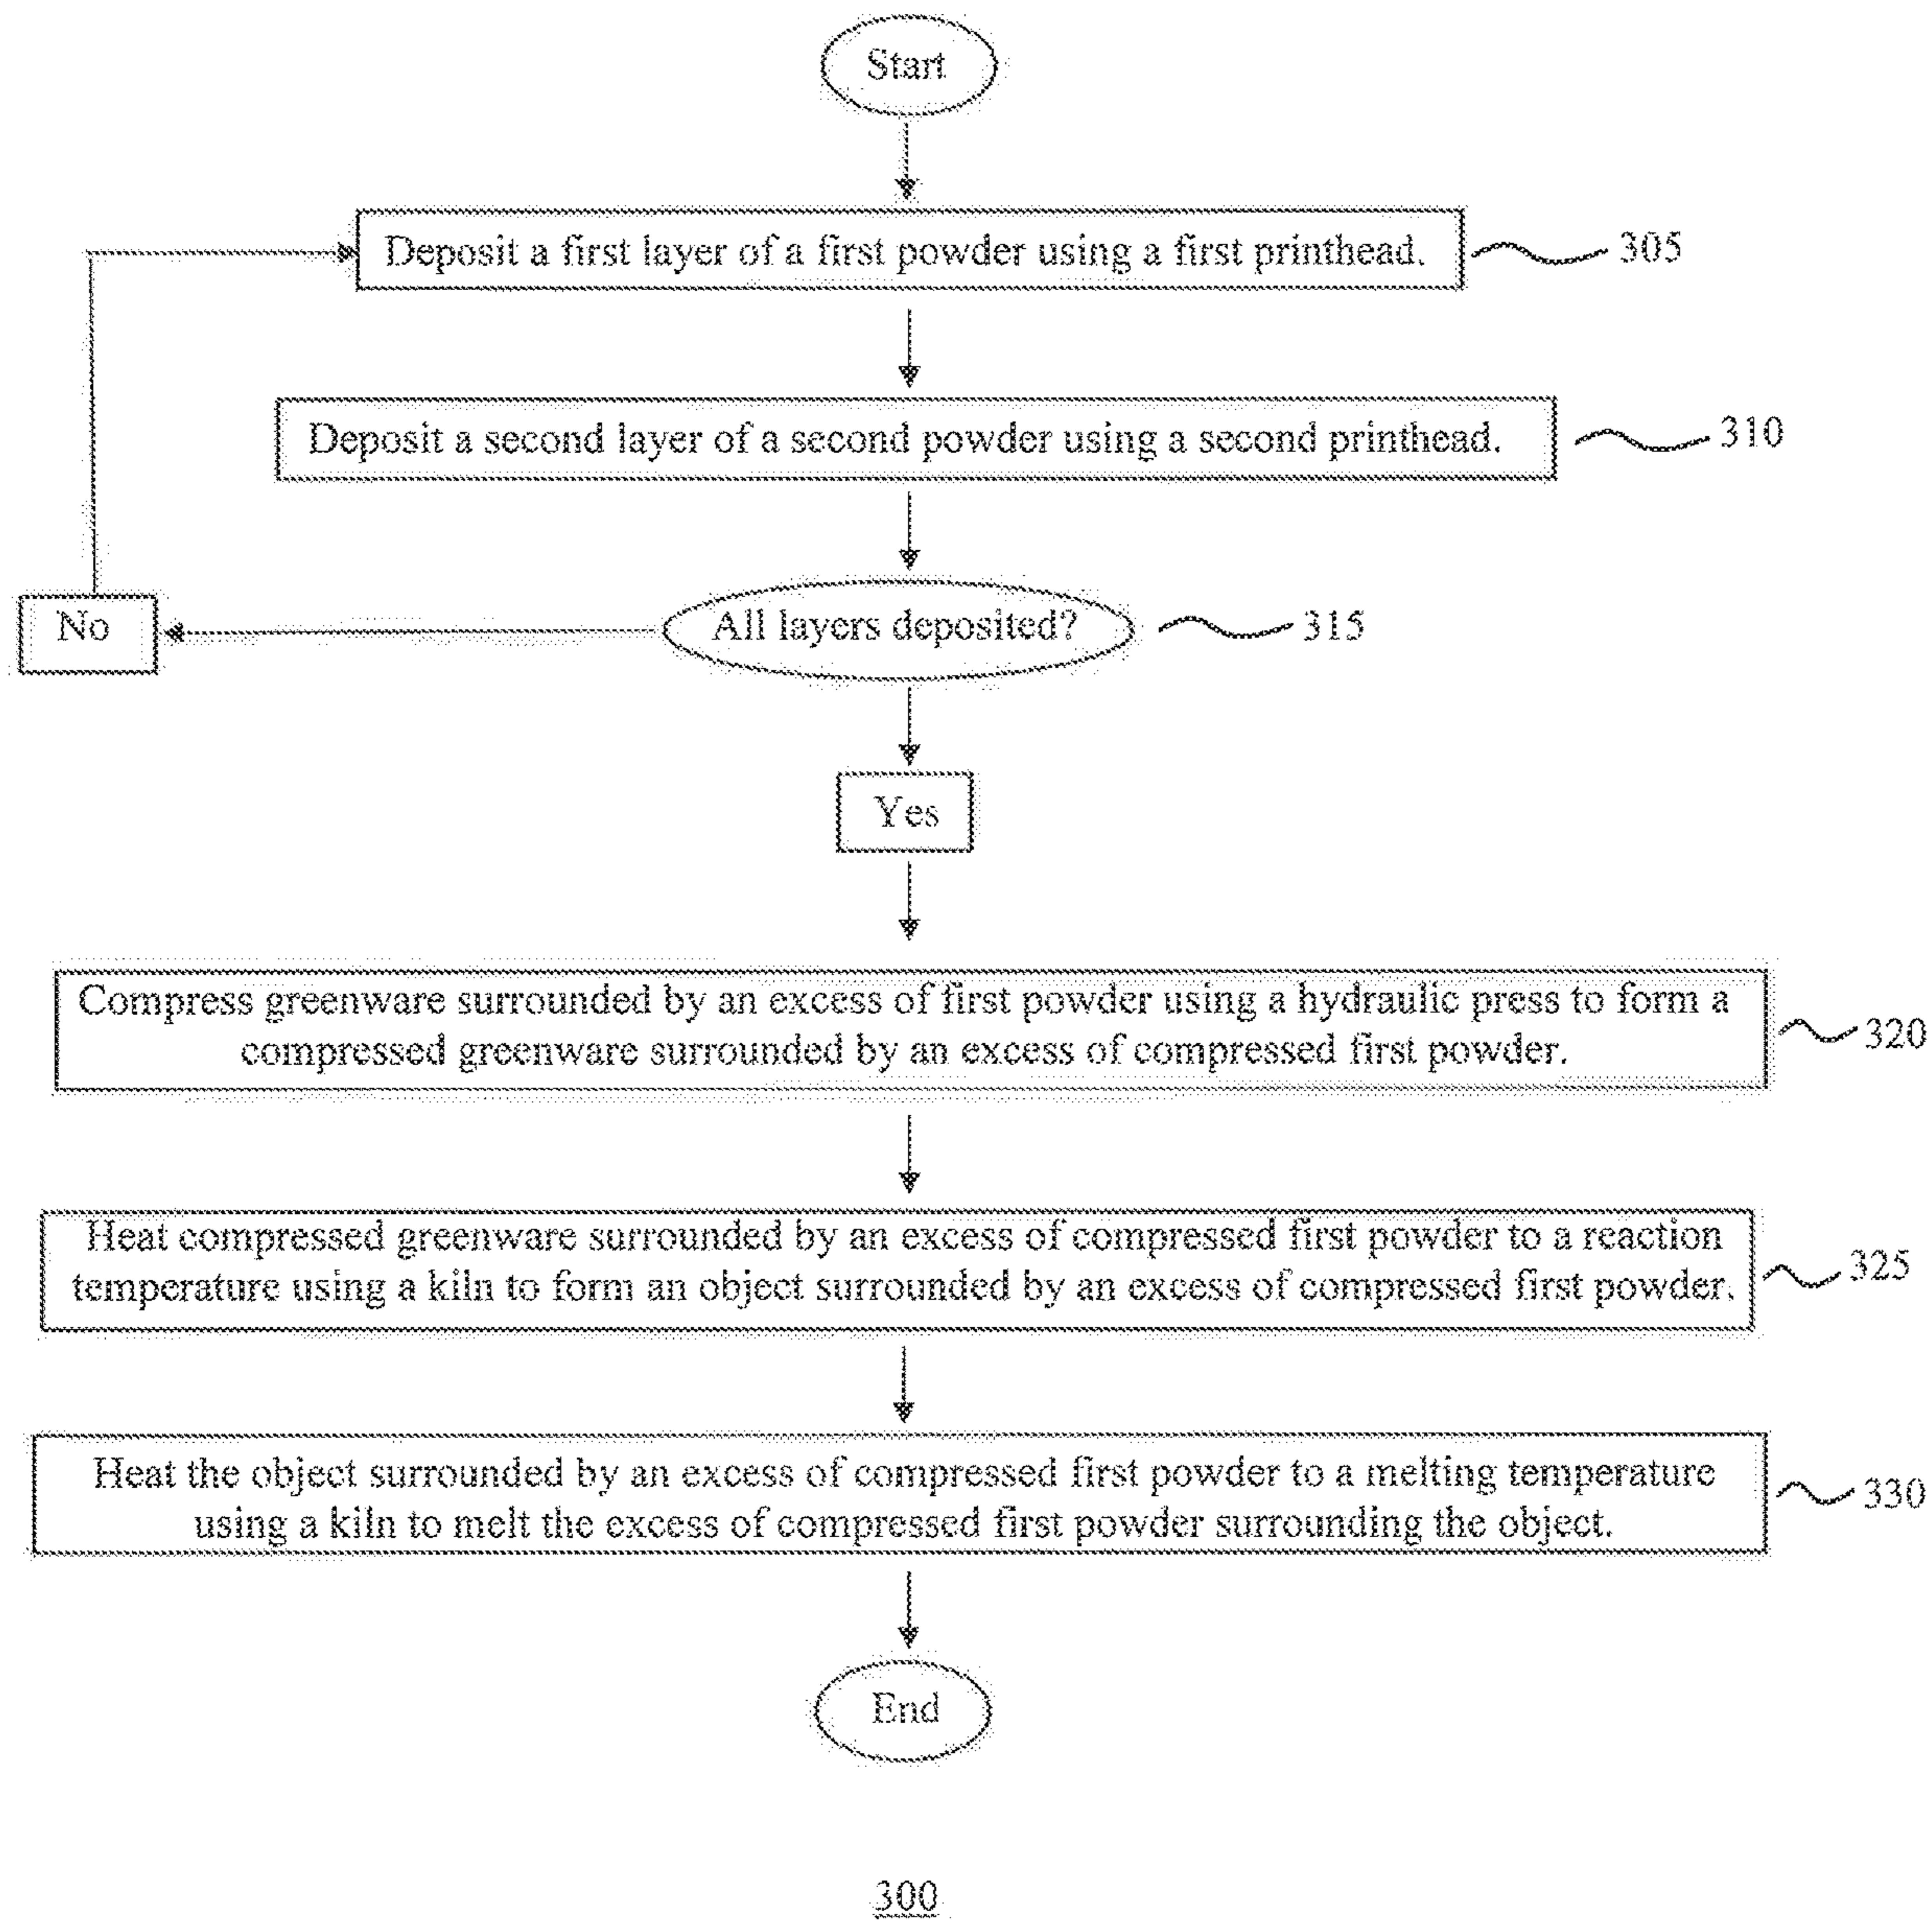 Start
Deposit a first layer of a first powder using a first printhead.
305
Deposit a second layer of a second powder using a second printhead.
310
No
All layers deposited?
315
Yes
Compress greenware surrounded by an excess of first powder using a hydraulic press to form a
compressed greenware surrounded by an excess of compressed first powder.
320
Heat compressed greenware surrounded by an excess of compressed first powder to a reaction
temperature using a kiln to form an object surrounded by an excess of compressed first powder.
325
Heat the object surrounded by an excess of compressed first powder to a melting temperature
using a kiln to melt the excess of compressed first powder surrounding the object.
330
End
300